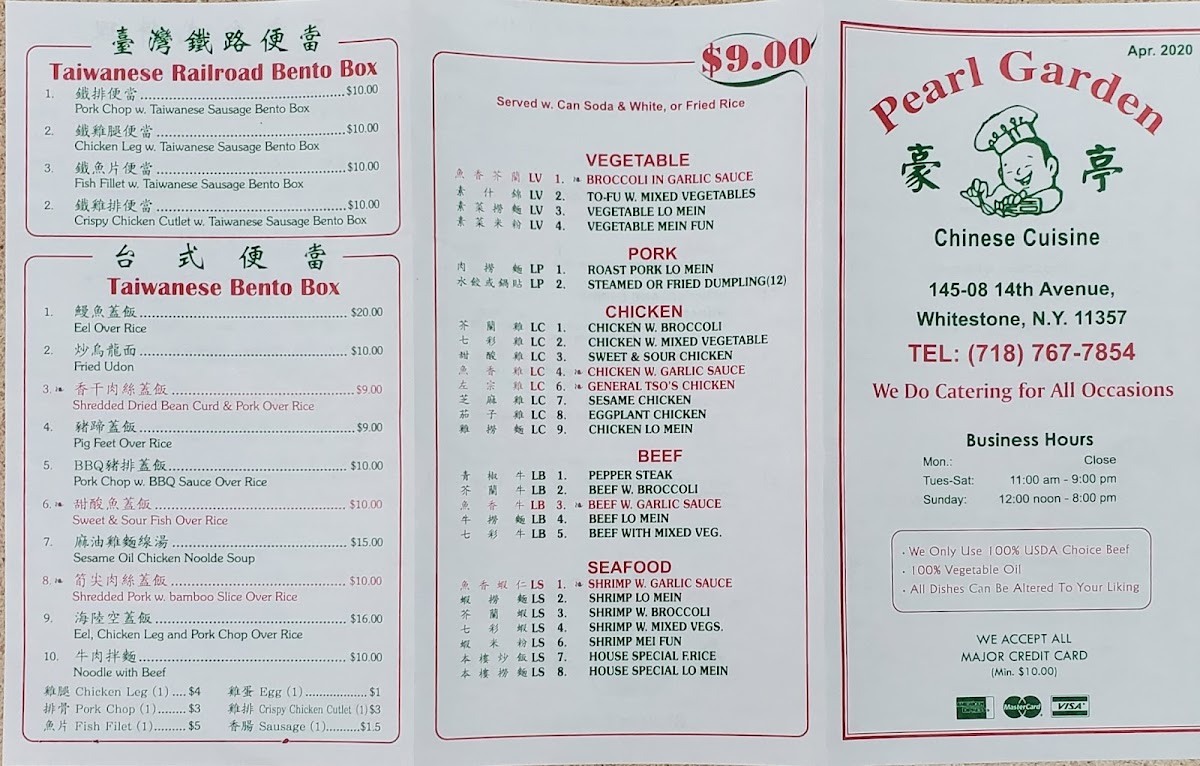 臺灣鐵路便當
Taiwanese Railroad Bento Box
1. 鐵排便當 $10.00
Pork Chop w. Taiwanese Sausage Bento Box
2. 鐵雞腿便當 $10.00
Chicken Leg w. Taiwanese Sausage Bento Box
3. 鐵魚片便當 $10.00
Fish Fillet w. Taiwanese Sausage Bento Box
2. 鐵雞排便當 $10.00
Crispy Chicken Cutlet w. Taiwanese Sausage Bento Box
台式便當
Taiwanese Bento Box
1. 鰻魚蓋飯 $20.00
Eel Over Rice
2. 炒烏龍面 $10.00
Fried Udon
3. 香干肉絲蓋飯 $9.00
Shredded Dried Bean Curd & Pork Over Rice
4. 豬蹄蓋飯 $9.00
Pig Feet Over Rice
5. BBQ豬排蓋飯 $10.00
Pork Chop w. BBQ Sauce Over Rice
6. 甜酸魚蓋飯 $10.00
Sweet & Sour Fish Over Rice
7. 麻油雞麵線湯 $15.00
Sesame Oil Chicken Noolde Soup
8. 筍尖肉絲蓋飯 $10.00
Shredded Pork w. bamboo Slice Over Rice
9. 海陸空蓋飯 $16.00
Eel, Chicken Leg and Pork Chop Over Rice
10. 牛肉拌麵 $10.00
Noodle with Beef
雞腿 Chicken Leg (1) .... $4 雞蛋 Egg (1) .................. $1
排骨 Pork Chop (1)........ $3 雞排 Crispy Chicken Cutlet (1) $3
魚片 Fish Filet (1)......... $5 香腸 Sausage (1)..........$1.5
$9.00
Served w. Can Soda & White, or Fried Rice
VEGETABLE
魚香芥蘭 LV 1. BROCCOLI IN GARLIC SAUCE
素什錦 LV 2. TO-FU W. MIXED VEGETABLES
素菜撈麵 LV 3. VEGETABLE LO MEIN
素菜米粉 LV 4. VEGETABLE MEIN FUN
PORK
肉撈麵 LP 1. ROAST PORK LO MEIN
水餃或鍋貼 LP 2. STEAMED OR FRIED DUMPLING(12)
CHICKEN
芥蘭雞 LC 1. CHICKEN W. BROCCOLI
七彩雞 LC 2. CHICKEN W. MIXED VEGETABLE
甜酸雞 LC 3. SWEET & SOUR CHICKEN
魚香雞 LC 4. CHICKEN W. GARLIC SAUCE
左宗雞 LC 6. GENERAL TSO'S CHICKEN
芝麻雞 LC 7. SESAME CHICKEN
茄子雞 LC 8. EGGPLANT CHICKEN
雞撈麵 LC 9. CHICKEN LO MEIN
BEEF
青椒牛 LB 1. PEPPER STEAK
芥蘭牛 LB 2. BEEF W. BROCCOLI
魚香牛 LB 3. BEEF W. GARLIC SAUCE
牛撈麵 LB 4. BEEF LO MEIN
七彩牛 LB 5. BEEF WITH MIXED VEG.
SEAFOOD
魚香蝦仁 LS 1. SHRIMP W. GARLIC SAUCE
蝦撈麵 LS 2. SHRIMP LO MEIN
芥蘭蝦 LS 3. SHRIMP W. BROCCOLI
七彩蝦 LS 4. SHRIMP W. MIXED VEGS.
蝦米粉 LS 6. SHRIMP MEI FUN
本樓炒飯 LS 7. HOUSE SPECIAL F.RICE
本樓撈麵 LS 8. HOUSE SPECIAL LO MEIN
Apr. 2020
Pearl Garden
豪亭
Chinese Cuisine
145-08 14th Avenue,
Whitestone, N.Y. 11357
TEL: (718) 767-7854
We Do Catering for All Occasions
Business Hours
Mon.: Close
Tues-Sat: 11:00 am - 9:00 pm
Sunday: 12:00 noon - 8:00 pm
· We Only Use 100% USDA Choice Beef
· 100% Vegetable Oil
· All Dishes Can Be Altered To Your Liking
WE ACCEPT ALL
MAJOR CREDIT CARD
(Min. $10.00)
MasterCard VISA